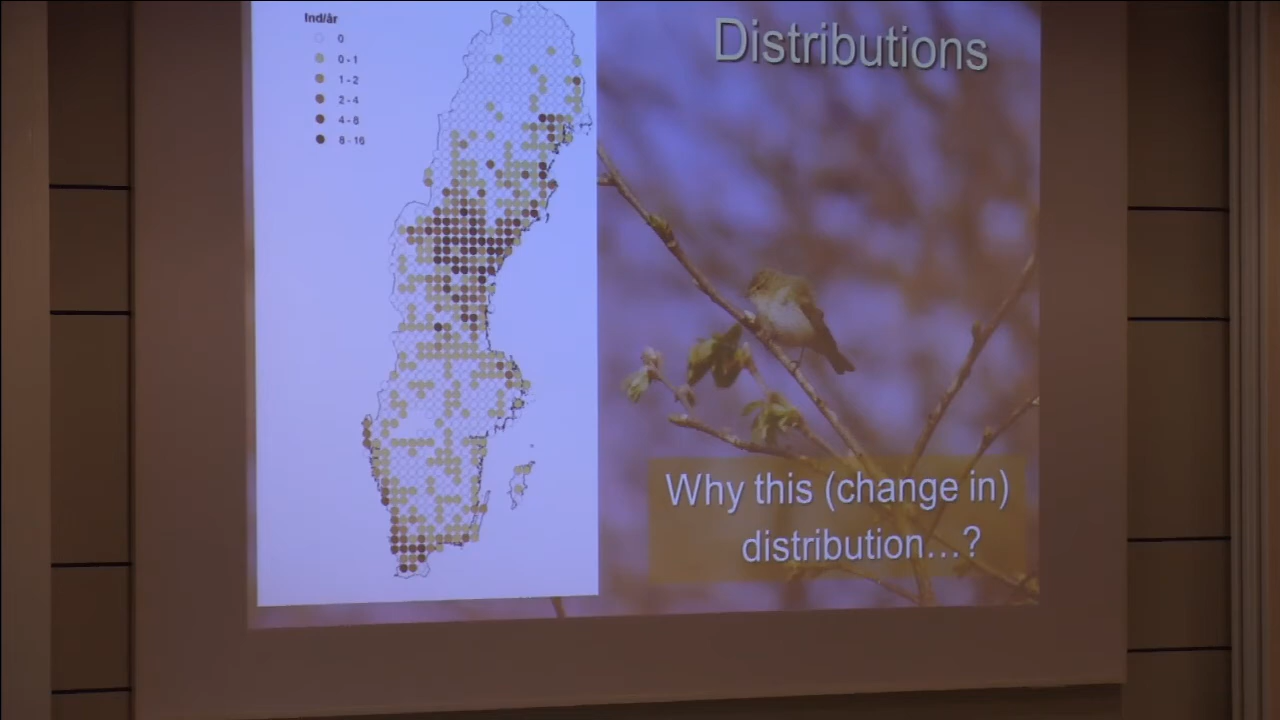 Ind/år
0
0 - 1
1 - 2
2 - 4
4 - 8
8 - 16
Distributions
Why this (change in)
distribution...?